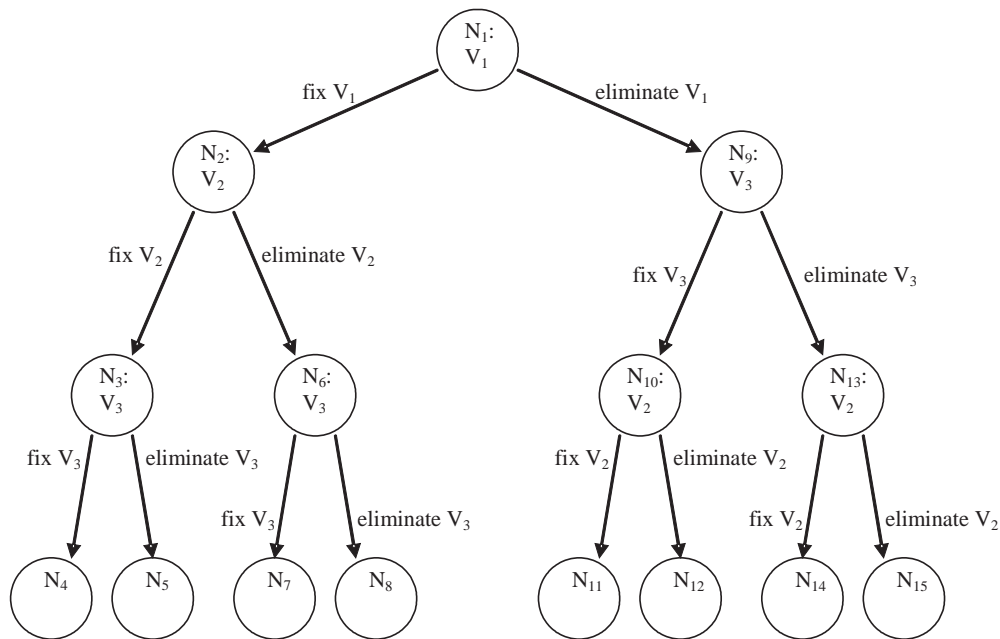 N₁:
V₁
fix V₁
eliminate V₁
N₂:
V₂
N₉:
V₃
fix V₂
eliminate V₂
fix V₃
eliminate V₃
N₃:
V₃
N₆:
V₃
N₁₀:
V₂
N₁₃:
V₂
fix V₃
eliminate V₃
fix V₃
eliminate V₃
fix V₂
eliminate V₂
fix V₂
eliminate V₂
N₄
N₅
N₇
N₈
N₁₁
N₁₂
N₁₄
N₁₅